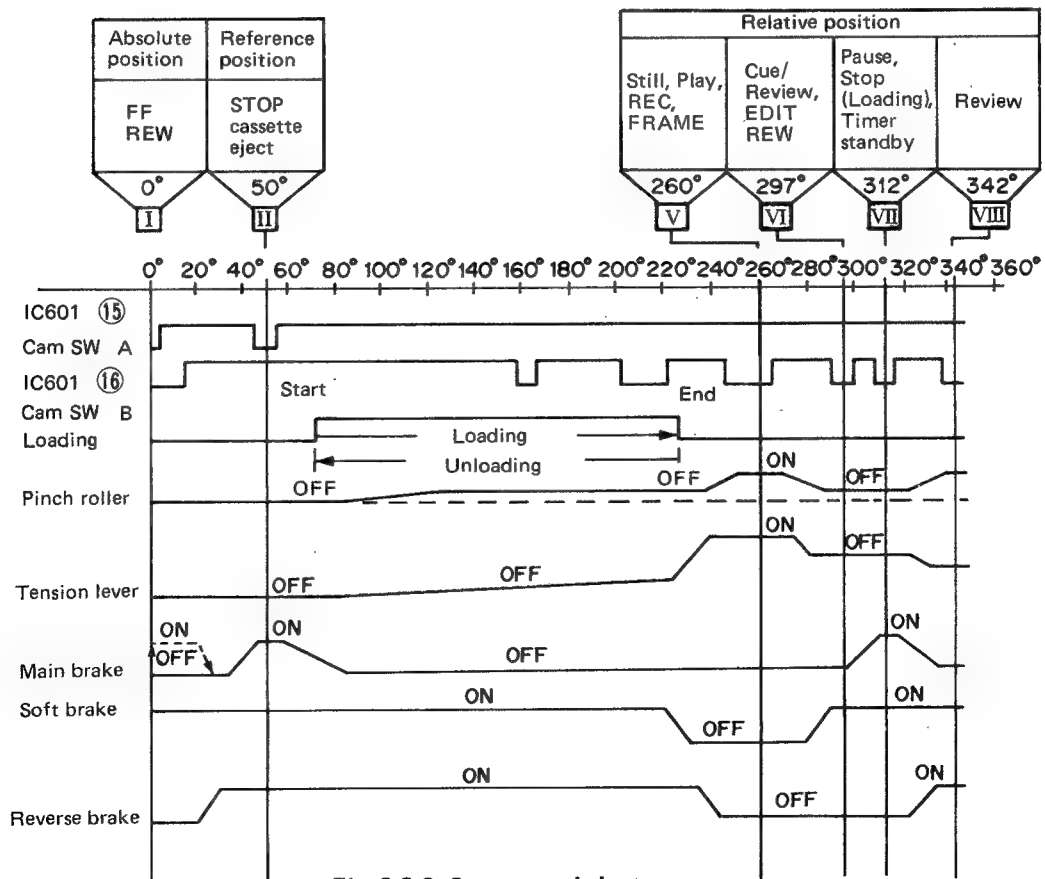 Absolute position
FF
REW
0°
I
Reference position
STOP
cassette
eject
50°
II
Relative position
Still, Play,
REC,
FRAME
260°
V
Cue/
Review,
EDIT
REW
297°
VI
Pause,
Stop
(Loading),
Timer
standby
312°
VII
Review
342°
VIII
0° 20° 40° 60° 80° 100° 120° 140° 160° 180° 200° 220° 240° 260° 280° 300° 320° 340° 360°
IC601 15
Cam SW A
IC601 16
Start End
Cam SW B
Loading
Loading
Unloading
Pinch roller OFF OFF ON OFF
Tension lever OFF OFF ON OFF
ON
OFF
Main brake ON OFF ON
Soft brake ON OFF ON
Reverse brake ON OFF ON